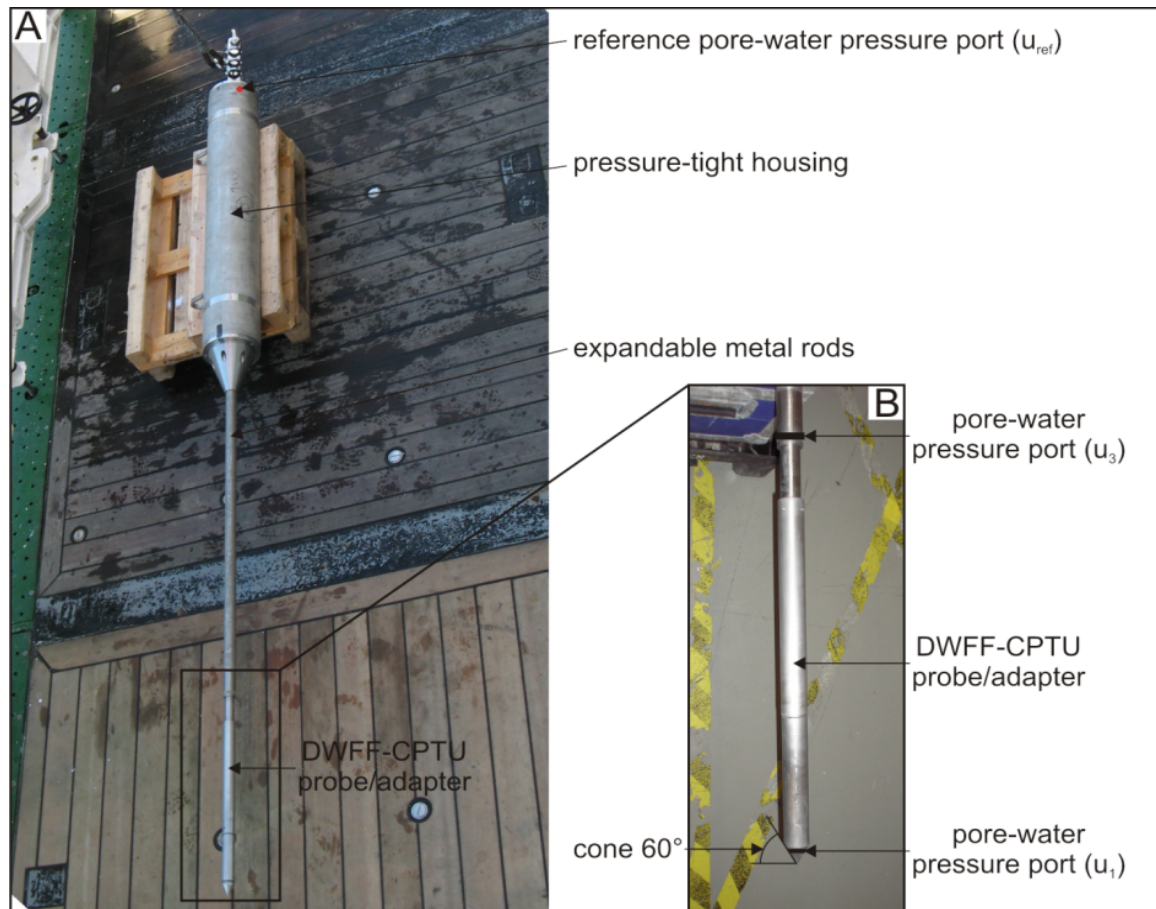 A
reference pore-water pressure port (uref)
pressure-tight housing
expandable metal rods
B
pore-water
pressure port (u3)
DWFF-CPTU
probe/adapter
DWFF-CPTU
probe/adapter
cone 60°
pore-water
pressure port (u1)